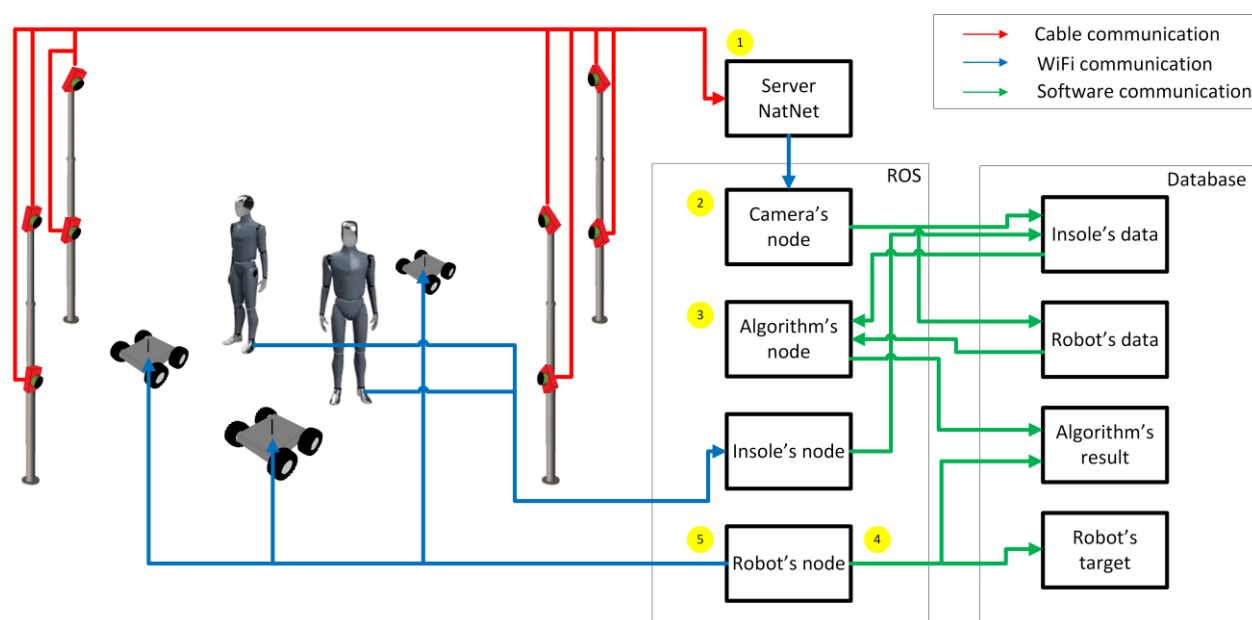 Cable communication
WiFi communication
Software communication
1
Server
NatNet
ROS
Database
2
Camera's
node
Insole's data
3
Algorithm's
node
Robot's data
Insole's node
Algorithm's
result
5
Robot's node
4
Robot's
target